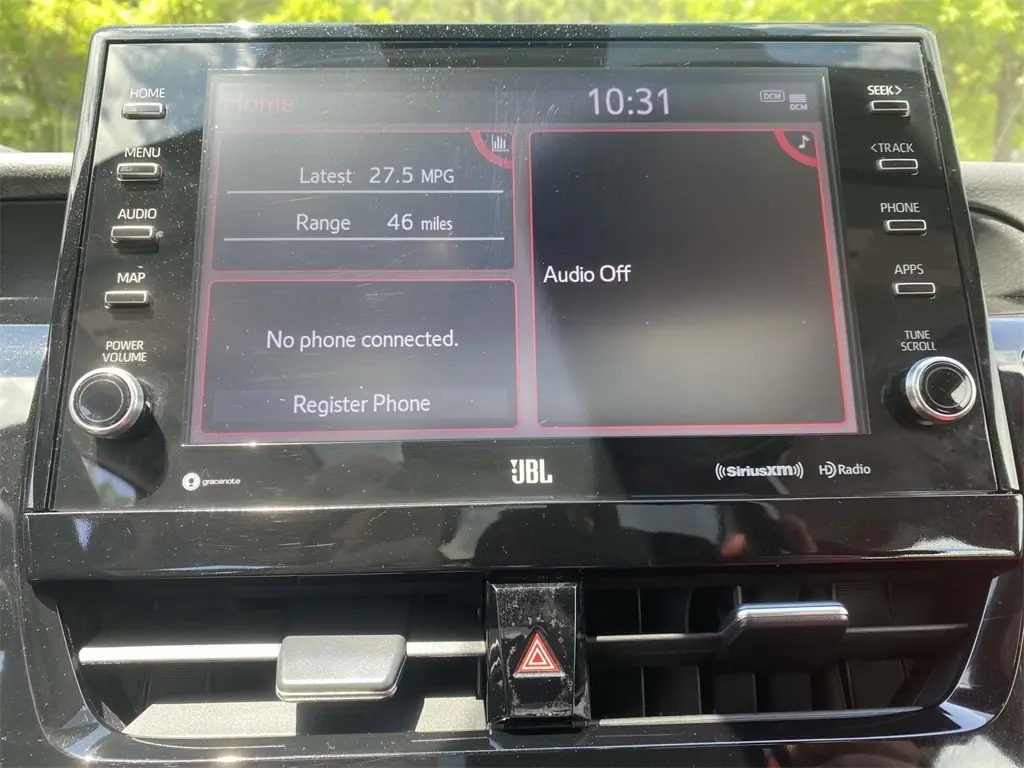 HOME
MENU
AUDIO
MAP
POWER
VOLUME
Home
10:31
DCM
DCM
Latest 27.5 MPG
Range 46 miles
No phone connected.
Register Phone
Audio Off
SEEK>
<TRACK
PHONE
APPS
TUNE
SCROLL
gracenote
JBL
((SiriusXM))
HD Radio